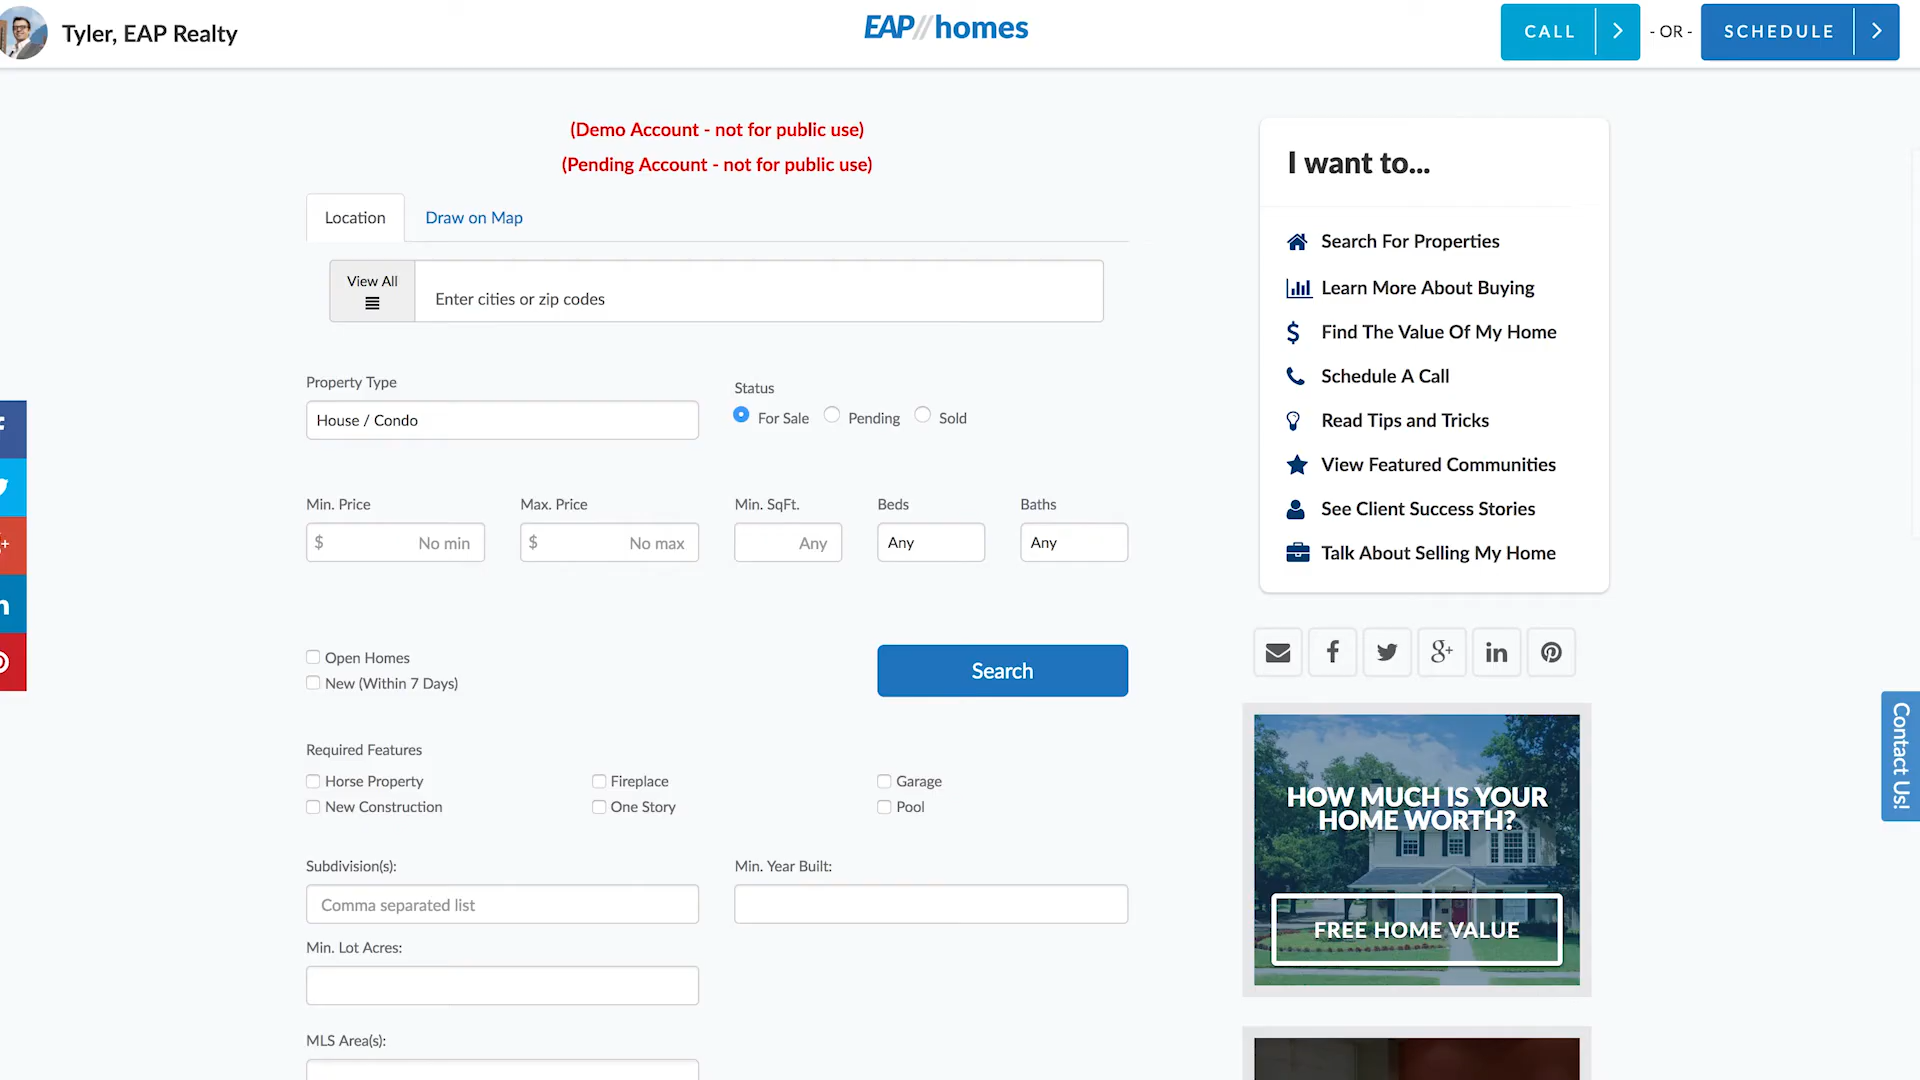 Tyler, EAP Realty
EAP//homes
CALL
- OR -
SCHEDULE
(Demo Account - not for public use)
(Pending Account - not for public use)
Location
Draw on Map
View All
Enter cities or zip codes
Property Type
House / Condo
Status
For Sale
Pending
Sold
Min. Price
Max. Price
Min. SqFt.
Beds
Baths
$ No min
$ No max
Any
Any
Any
Open Homes
New (Within 7 Days)
Search
Required Features
Horse Property
Fireplace
Garage
New Construction
One Story
Pool
Subdivision(s):
Comma separated list
Min. Year Built:
Min. Lot Acres:
MLS Area(s):
I want to...
Search For Properties
Learn More About Buying
$ Find The Value Of My Home
Schedule A Call
Read Tips and Tricks
View Featured Communities
See Client Success Stories
Talk About Selling My Home
HOW MUCH IS YOUR
HOME WORTH?
FREE HOME VALUE
Contact Us!